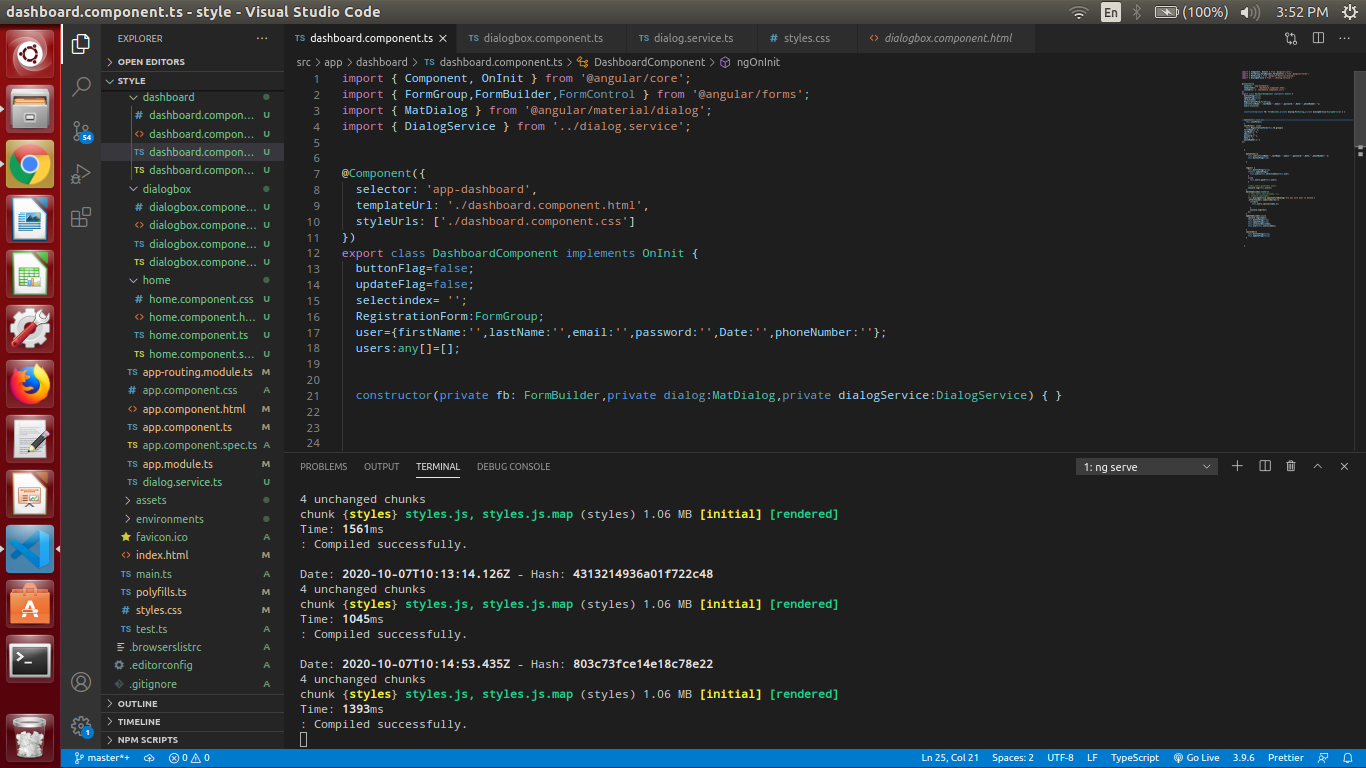 dashboard.component.ts - style - Visual Studio Code
En
(100%)
3:52 PM
EXPLORER
OPEN EDITORS
STYLE
dashboard
# dashboard.compon... U
<> dashboard.compon... U
TS dashboard.compon... U
TS dashboard.compon... U
dialogbox
# dialogbox.compone... U
<> dialogbox.compone... U
TS dialogbox.compone... U
TS dialogbox.compone... U
home
# home.component.css U
<> home.component.h... U
TS home.component.ts U
TS home.component.s... U
TS app-routing.module.ts M
# app.component.css A
<> app.component.html M
TS app.component.ts M
TS app.component.spec.ts A
TS app.module.ts M
TS dialog.service.ts U
assets
environments
favicon.ico A
<> index.html M
TS main.ts A
TS polyfills.ts M
# styles.css M
TS test.ts A
.browserslistrc A
.editorconfig A
.gitignore A
OUTLINE
TIMELINE
NPM SCRIPTS
54
1
TS dashboard.component.ts
TS dialogbox.component.ts
TS dialog.service.ts
# styles.css
<> dialogbox.component.html
src > app > dashboard > TS dashboard.component.ts > DashboardComponent > ngOnInit
1 import { Component, OnInit } from '@angular/core';
2 import { FormGroup,FormBuilder,FormControl } from '@angular/forms';
3 import { MatDialog } from '@angular/material/dialog';
4 import { DialogService } from '../dialog.service';
5
6
7 @Component({
8 selector: 'app-dashboard',
9 templateUrl: './dashboard.component.html',
10 styleUrls: ['./dashboard.component.css']
11 })
12 export class DashboardComponent implements OnInit {
13 buttonFlag=false;
14 updateFlag=false;
15 selectindex= '';
16 RegistrationForm:FormGroup;
17 user={firstName:'',lastName:'',email:'',password:'',Date:'',phoneNumber:''};
18 users:any[]=[];
19
20
21 constructor(private fb: FormBuilder,private dialog:MatDialog,private dialogService:DialogService) { }
22
23
24
PROBLEMS OUTPUT TERMINAL DEBUG CONSOLE
1: ng serve
4 unchanged chunks
chunk {styles} styles.js, styles.js.map (styles) 1.06 MB [initial] [rendered]
Time: 1561ms
: Compiled successfully.
Date: 2020-10-07T10:13:14.126Z - Hash: 4313214936a01f722c48
4 unchanged chunks
chunk {styles} styles.js, styles.js.map (styles) 1.06 MB [initial] [rendered]
Time: 1045ms
: Compiled successfully.
Date: 2020-10-07T10:14:53.435Z - Hash: 803c73fce14e18c78e22
4 unchanged chunks
chunk {styles} styles.js, styles.js.map (styles) 1.06 MB [initial] [rendered]
Time: 1393ms
: Compiled successfully.
master*+
0 0
Ln 25, Col 21
Spaces: 2
UTF-8
LF
TypeScript
Go Live
3.9.6
Prettier